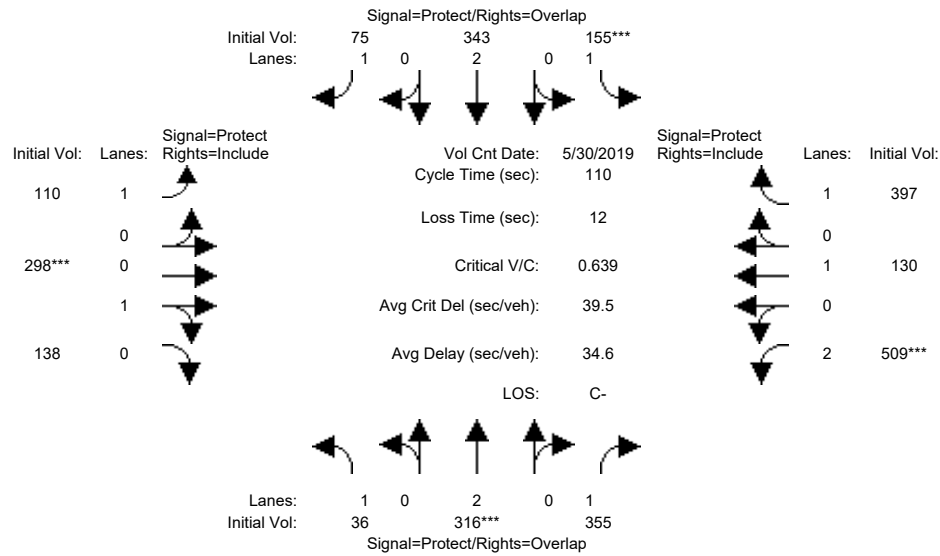 Signal=Protect/Rights=Overlap
Initial Vol: 75 343 155***
Lanes: 1 0 2 0 1
Signal=Protect Signal=Protect
Initial Vol: Lanes: Rights=Include Vol Cnt Date: 5/30/2019 Rights=Include Lanes: Initial Vol:
Cycle Time (sec): 110
110 1 1 397
Loss Time (sec): 12
0 0
298*** 0 Critical V/C: 0.639 1 130
1 Avg Crit Del (sec/veh): 39.5 0
138 0 Avg Delay (sec/veh): 34.6 2 509***
LOS: C-
Lanes: 1 0 2 0 1
Initial Vol: 36 316*** 355
Signal=Protect/Rights=Overlap